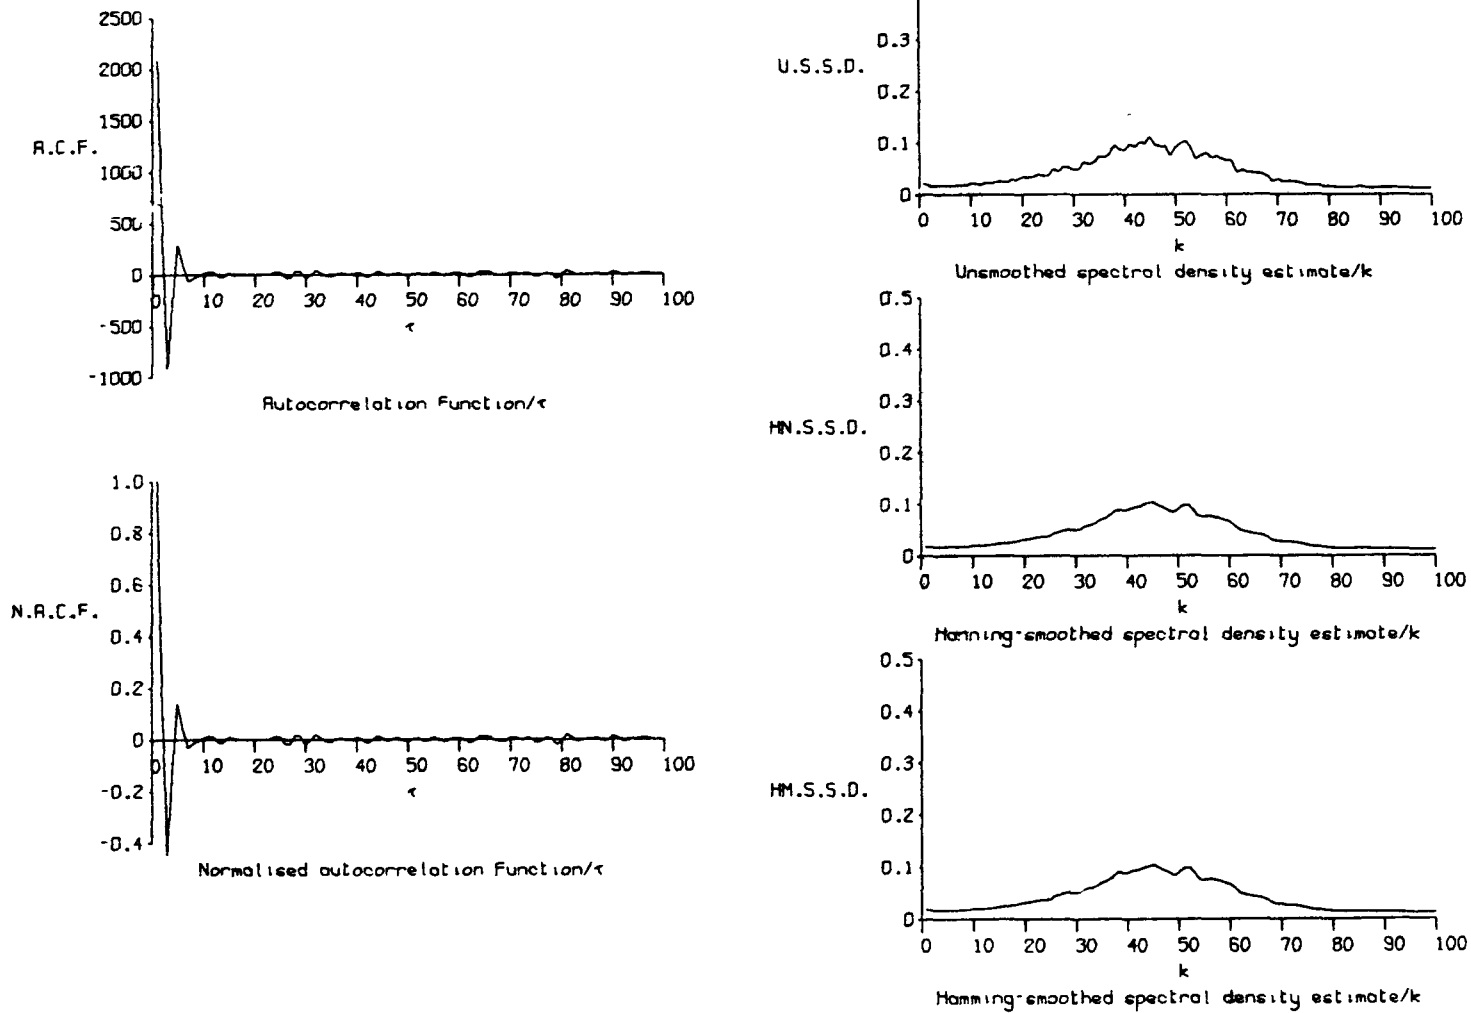 2500
2000
1500
A.C.F.
1000
500
0
0 10 20 30 40 50 60 70 80 90 100
-500
τ
-1000
Autocorrelation Function/τ
1.0
0.8
0.6
N.A.C.F.
0.4
0.2
0
0 10 20 30 40 50 60 70 80 90 100
-0.2
τ
-0.4
Normalised autocorrelation Function/τ
0.3
U.S.S.D.
0.2
0.1
0
0 10 20 30 40 50 60 70 80 90 100
k
Unsmoothed spectral density estimate/k
0.5
0.4
0.3
HN.S.S.D.
0.2
0.1
0
0 10 20 30 40 50 60 70 80 90 100
k
Hanning-smoothed spectral density estimate/k
0.5
0.4
0.3
HM.S.S.D.
0.2
0.1
0
0 10 20 30 40 50 60 70 80 90 100
k
Hamming-smoothed spectral density estimate/k